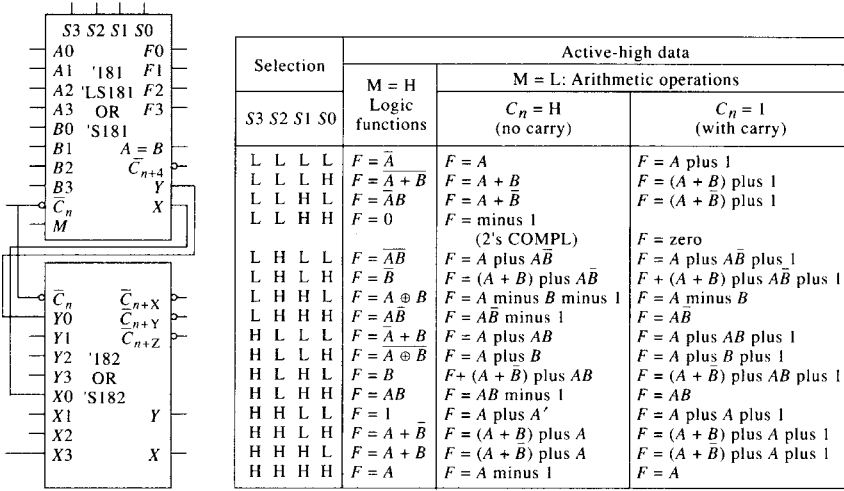 S3 S2 S1 S0
A0 F0
A1 '181 F1
A2 'LS181 F2
A3 OR F3
B0 'S181
B1 A = B
B2 C̅n+4
B3 Y
C̅n X
M
C̅n C̅n+X
Y0 C̅n+Y
Y1 C̅n+Z
Y2 '182
Y3 OR
X0 'S182
X1 Y
X2
X3 X
Selection
Active-high data
M = H
Logic
functions
M = L: Arithmetic operations
S3 S2 S1 S0
Cn = H
(no carry)
Cn = 1
(with carry)
L L L L F = A̅ F = A F = A plus 1
L L L H F = A̅ ̅+̅ ̅B̅ F = A + B F = (A + B) plus 1
L L H L F = A̅B F = A + B̅ F = (A + B̅) plus 1
L L H H F = 0 F = minus 1
(2's COMPL) F = zero
L H L L F = A̅B̅ F = A plus AB̅ F = A plus AB̅ plus 1
L H L H F = B̅ F = (A + B) plus AB̅ F + (A + B) plus AB̅ plus 1
L H H L F = A ⊕ B F = A minus B minus 1 F = A minus B
L H H H F = AB̅ F = AB̅ minus 1 F = AB̅
H L L L F = A̅ + B F = A plus AB F = A plus AB plus 1
H L L H F = A̅ ̅⊕̅ ̅B̅ F = A plus B F = A plus B plus 1
H L H L F = B F+ (A + B̅) plus AB F = (A + B̅) plus AB plus 1
H L H H F = AB F = AB minus 1 F = AB
H H L L F = 1 F = A plus A′ F = A plus A plus 1
H H L H F = A + B̅ F = (A + B) plus A F = (A + B) plus A plus 1
H H H L F = A + B F = (A + B̅) plus A F = (A + B̅) plus A plus 1
H H H H F = A F = A minus 1 F = A